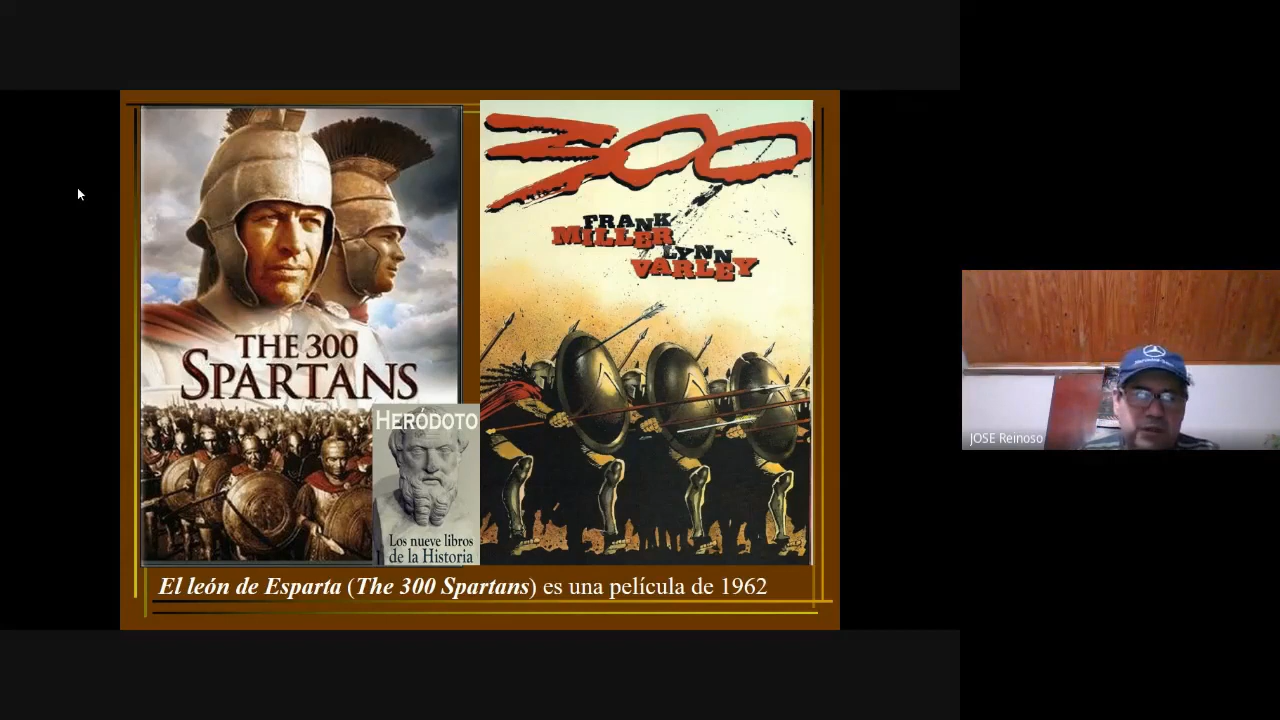 THE 300
SPARTANS
HERÓDOTO
Los nueve libros
de la Historia
300
FRANK
MILLER
LYNN
VARLEY
El león de Esparta (The 300 Spartans) es una película de 1962
JOSE Reinoso